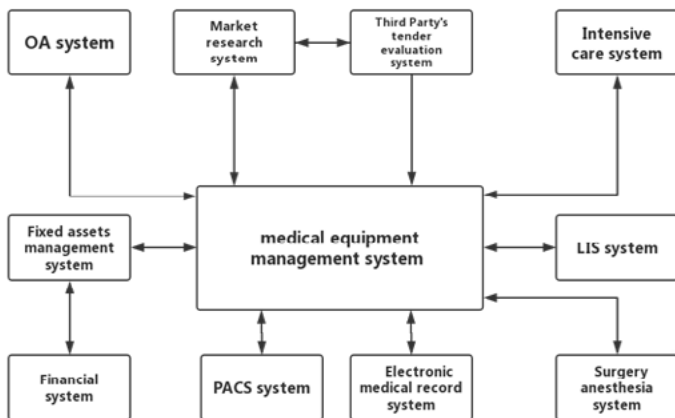 OA system
Market
research
system
Third Party's
tender
evaluation
system
Intensive
care system
Fixed assets
management
system
medical equipment
management system
LIS system
Financial
system
PACS system
Electronic
medical record
system
Surgery
anesthesia
system